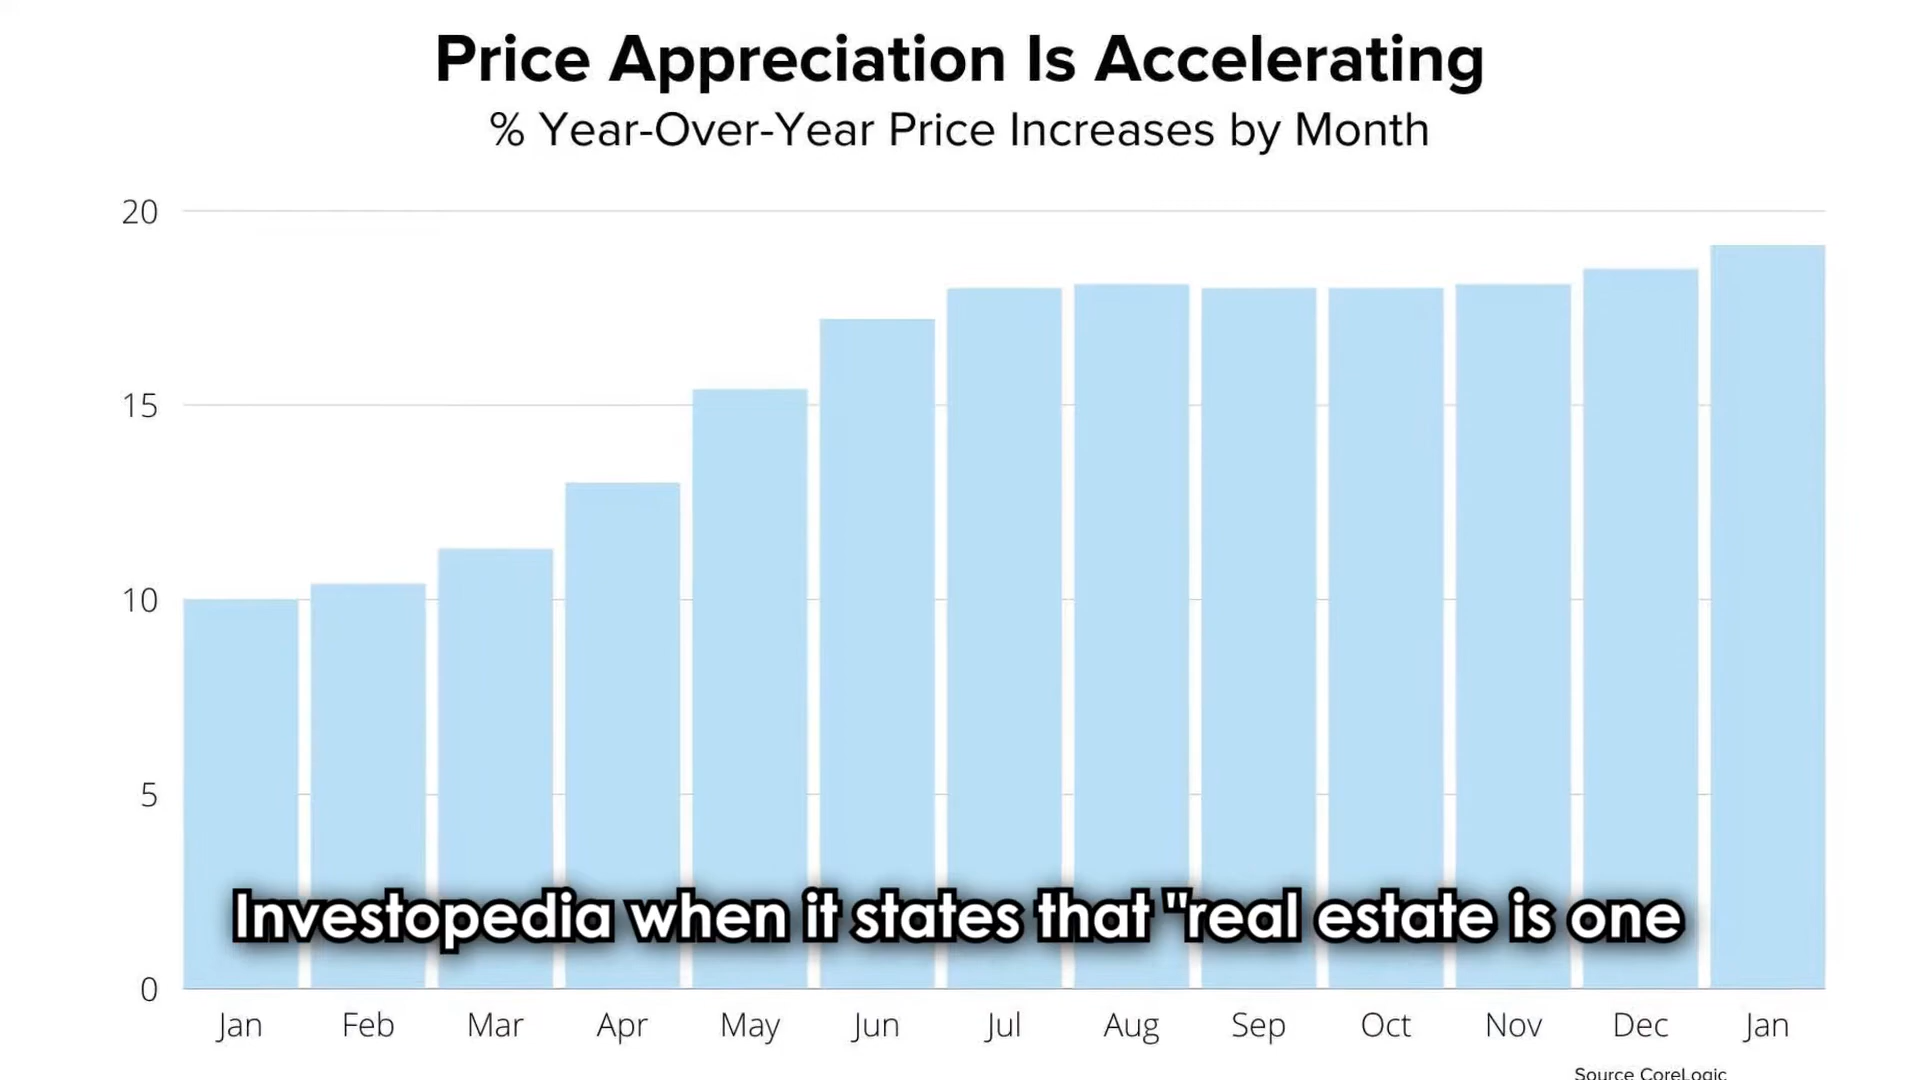 Price Appreciation Is Accelerating
% Year-Over-Year Price Increases by Month
20
15
10
5
0
Investopedia when it states that "real estate is one
Jan Feb Mar Apr May Jun Jul Aug Sep Oct Nov Dec Jan
Source CoreLogic